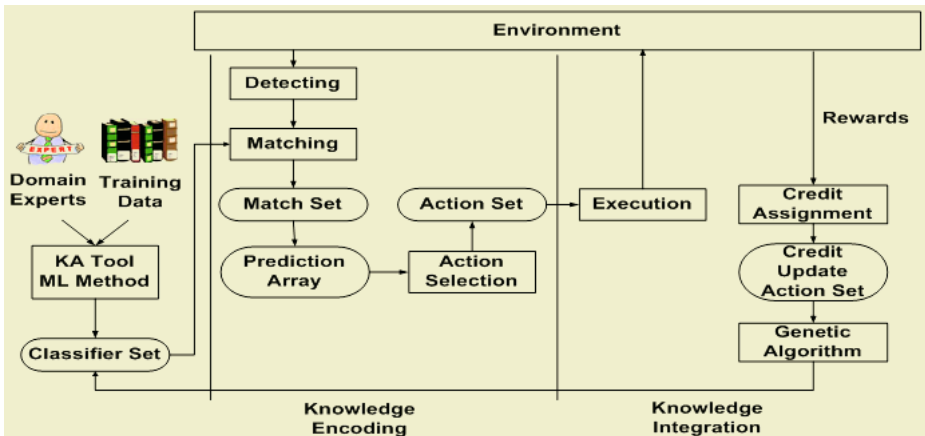 Environment
Detecting
Rewards
EXPERT
Matching
Domain
Experts
Training
Data
Match Set
Action Set
Execution
Credit
Assignment
KA Tool
ML Method
Prediction
Array
Action
Selection
Credit
Update
Action Set
Classifier Set
Genetic
Algorithm
Knowledge
Encoding
Knowledge
Integration